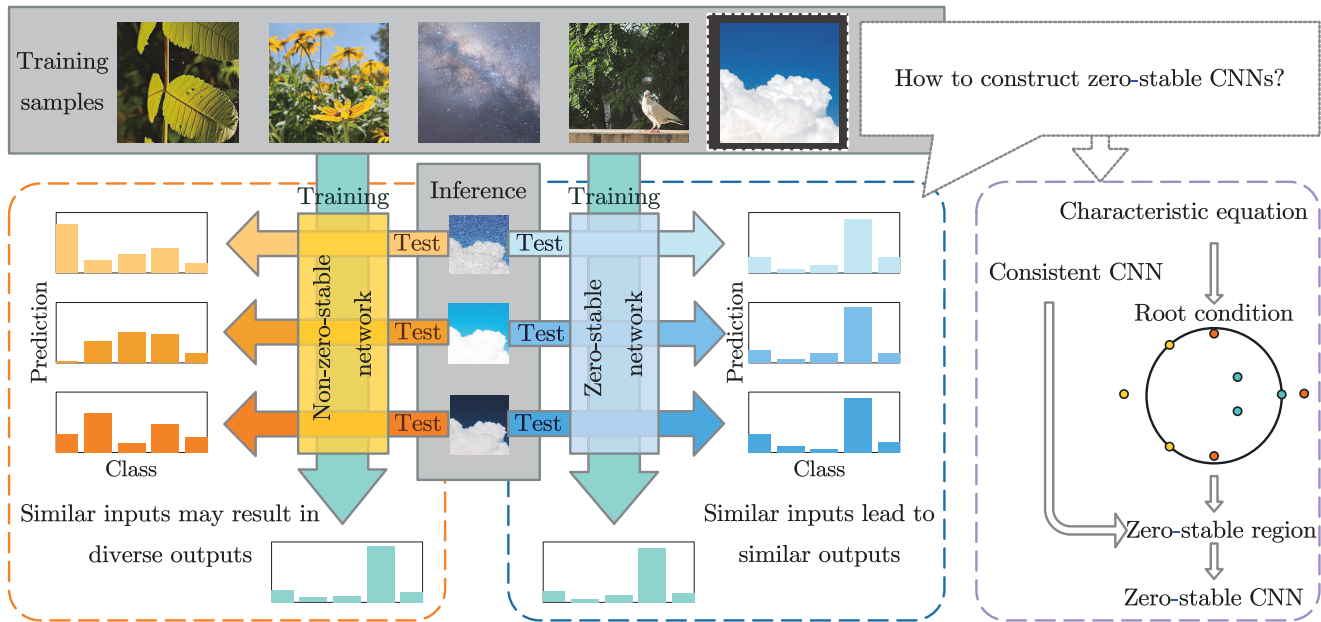 Training
samples
How to construct zero-stable CNNs?
Training
Inference
Training
Test
Test
Test
Test
Test
Test
Non-zero-stable
network
Zero-stable
network
Prediction
Class
Prediction
Class
Similar inputs may result in
diverse outputs
Similar inputs lead to
similar outputs
Characteristic equation
Consistent CNN
Root condition
Zero-stable region
Zero-stable CNN